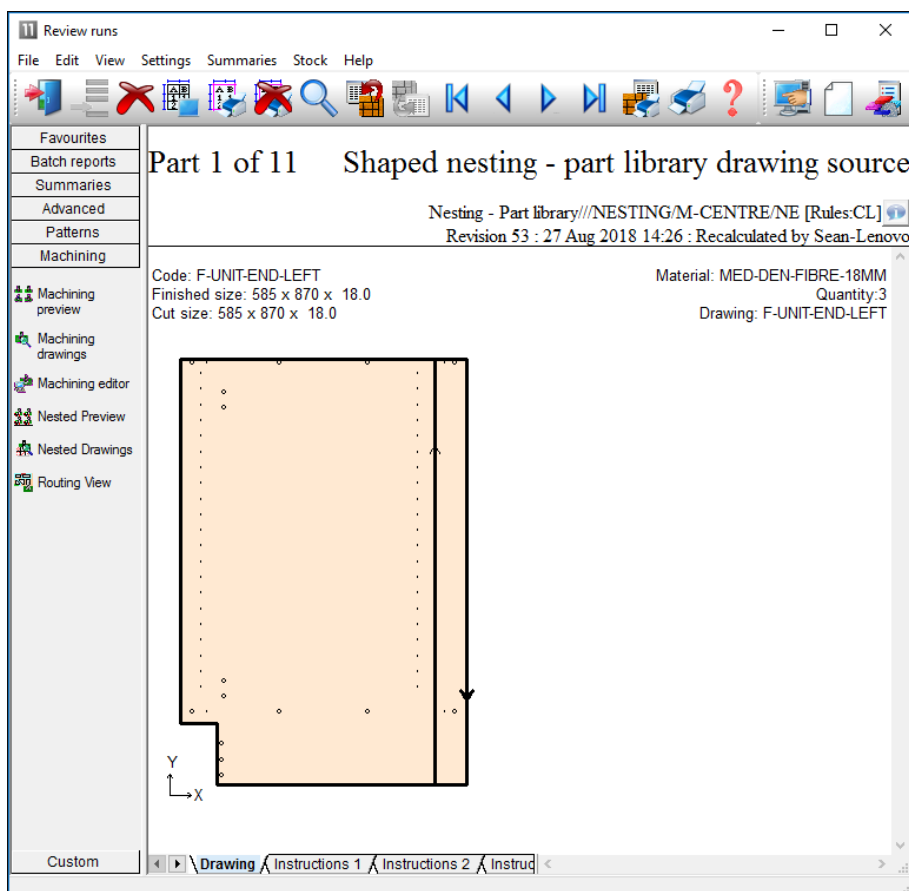 11 Review runs
File Edit View Settings Summaries Stock Help
Favourites
Batch reports
Summaries
Advanced
Patterns
Machining
Machining
preview
Machining
drawings
Machining editor
Nested Preview
Nested Drawings
Routing View
Custom
Part 1 of 11 Shaped nesting - part library drawing source
Nesting - Part library///NESTING/M-CENTRE/NE [Rules:CL]
Revision 53 : 27 Aug 2018 14:26 : Recalculated by Sean-Lenovo
Code: F-UNIT-END-LEFT
Finished size: 585 x 870 x 18.0
Cut size: 585 x 870 x 18.0
Material: MED-DEN-FIBRE-18MM
Quantity:3
Drawing: F-UNIT-END-LEFT
Y
X
Drawing Instructions 1 Instructions 2 Instruc